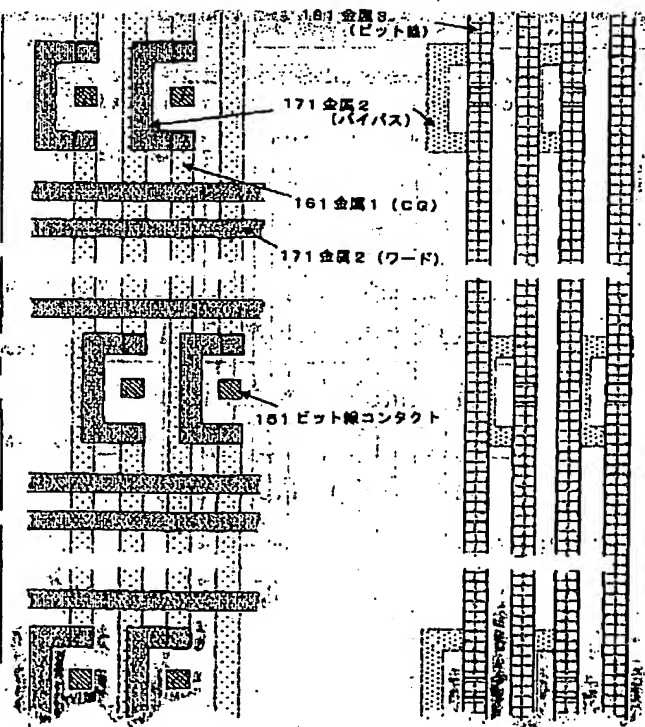 181 金属3
(ビット線)
171 金属2
(バイパス)
161 金属1 (CG)
171 金属2 (ワード)
151 ビット線コンタクト